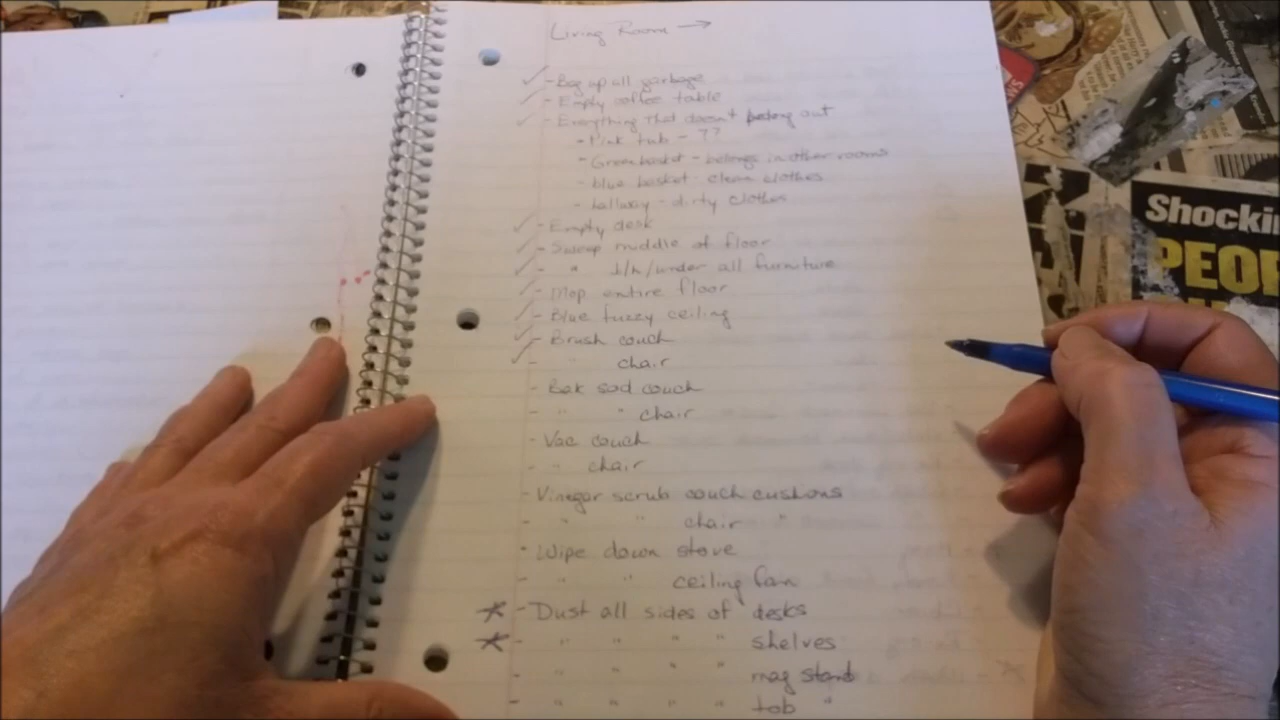 Living Room →
✓ - Bag up all garbage
✓ - Empty coffee table
✓ - Everything that doesn't belong out
- Pink tub - ??
- Green basket - belongs in other rooms
- blue basket - clean clothes
- hallway - dirty clothes
✓ - Empty desk
✓ - Sweep middle of floor
✓ - " b/h/under all furniture
✓ - Mop entire floor
✓ - Blue fuzzy ceiling
✓ - Brush couch
✓ - " chair
- Bak sod couch
- " " chair
- Vac couch
- " chair
- Vinegar scrub couch cushons
- " " chair "
- Wipe down stove
- " " ceiling fan
* - Dust all sides of desks
* - " " " " shelves
- " " " " mag stand
- " " " " tob "
Shocki
PEOP